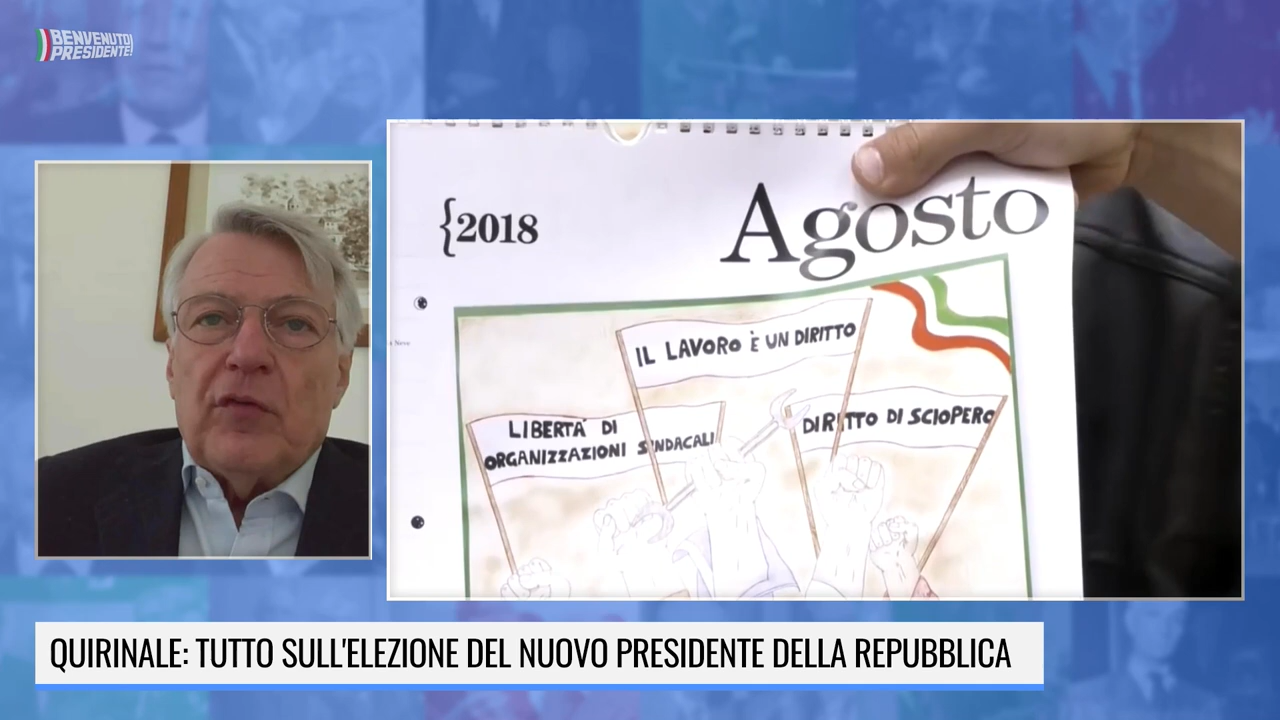 BENVENUTO
PRESIDENTE!
{2018
Agosto
IL LAVORO È UN DIRITTO
LIBERTÀ DI
ORGANIZZAZIONI SINDACALI
DIRITTO DI SCIOPERO
QUIRINALE: TUTTO SULL'ELEZIONE DEL NUOVO PRESIDENTE DELLA REPUBBLICA